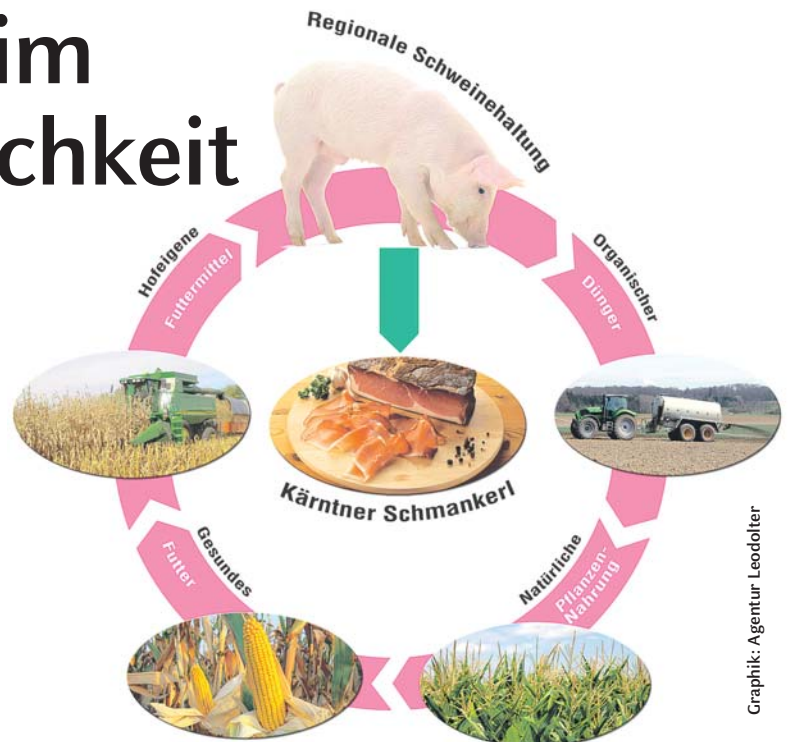 im
chkeit
Regionale Schweinehaltung
Organischer
Dünger
Natürliche
Pflanzen-
Nahrung
Gesundes
Futter
Hofeigene
Futtermittel
Kärntner Schmankerl
Graphik: Agentur Leodolter